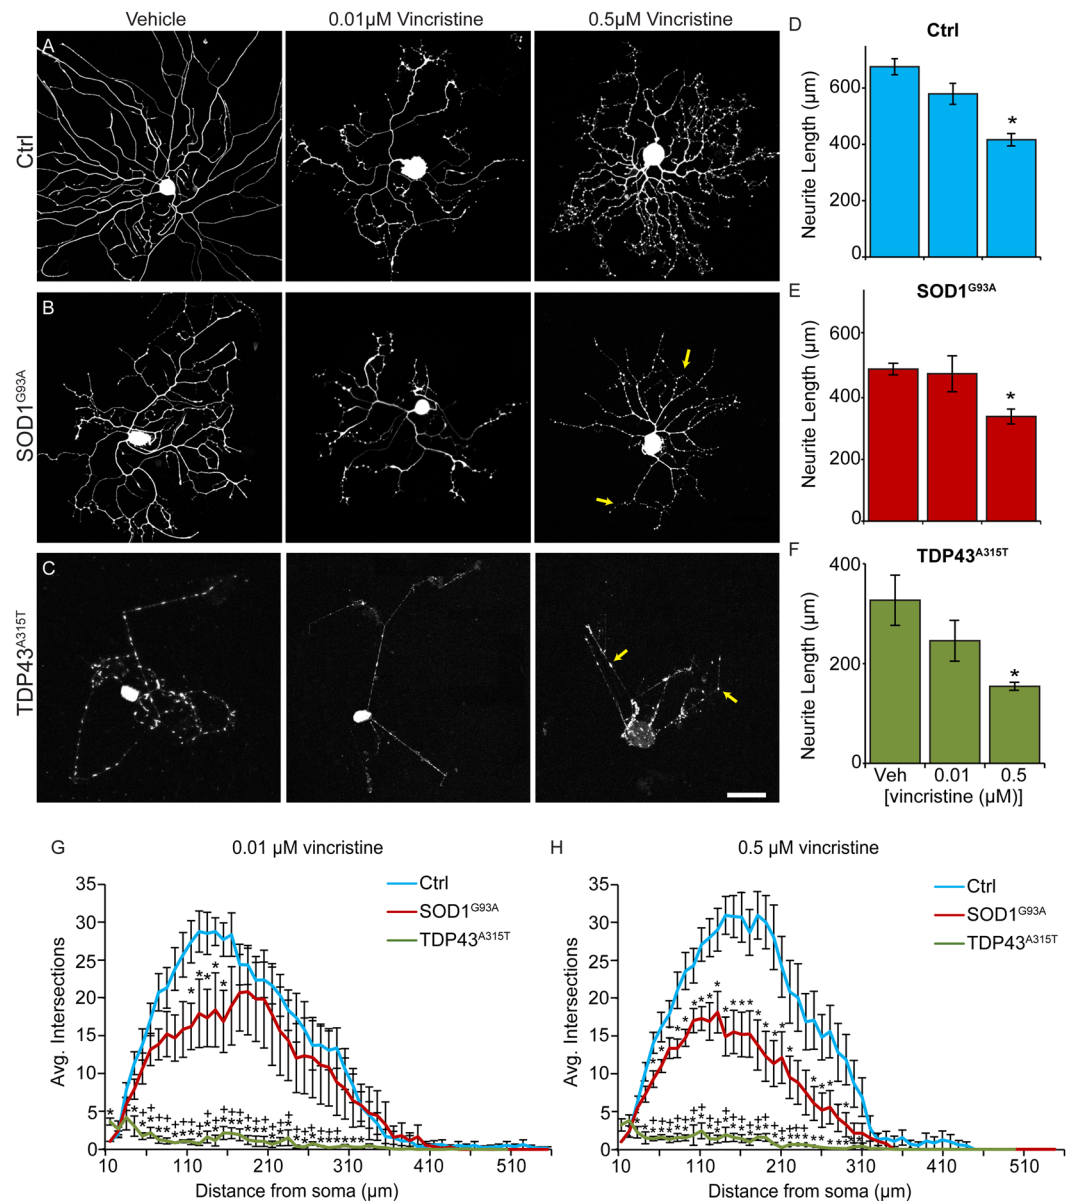 Vehicle 0.01µM Vincristine 0.5µM Vincristine
A
Ctrl
B
SOD1G93A
C
TDP43A315T
D
Ctrl
Neurite Length (µm)
600
400
200
0
*
E
SOD1G93A
Neurite Length (µm)
600
400
200
0
*
F
TDP43A315T
Neurite Length (µm)
400
200
0
*
Veh 0.01 0.5
[vincristine (µM)]
G 0.01 µM vincristine
Avg. Intersections
35
30
25
20
15
10
5
0
Ctrl
SOD1G93A
TDP43A315T
10 110 210 310 410 510
Distance from soma (µm)
H 0.5 µM vincristine
Avg. Intersections
35
30
25
20
15
10
5
0
Ctrl
SOD1G93A
TDP43A315T
10 110 210 310 410 510
Distance from soma (µm)